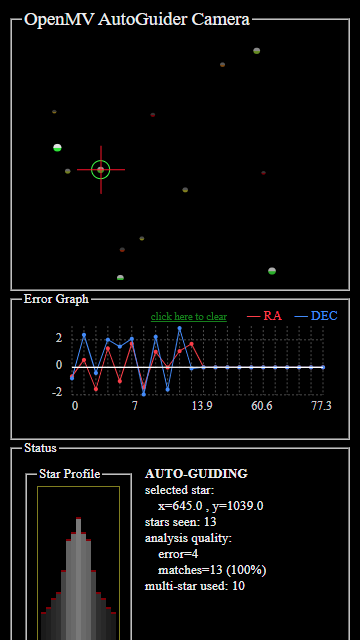 OpenMV AutoGuider Camera
Error Graph
click here to clear
RA
DEC
2
0
-2
0 7 13.9 60.6 77.3
Status
Star Profile
AUTO-GUIDING
selected star:
x=645.0 , y=1039.0
stars seen: 13
analysis quality:
error=4
matches=13 (100%)
multi-star used: 10